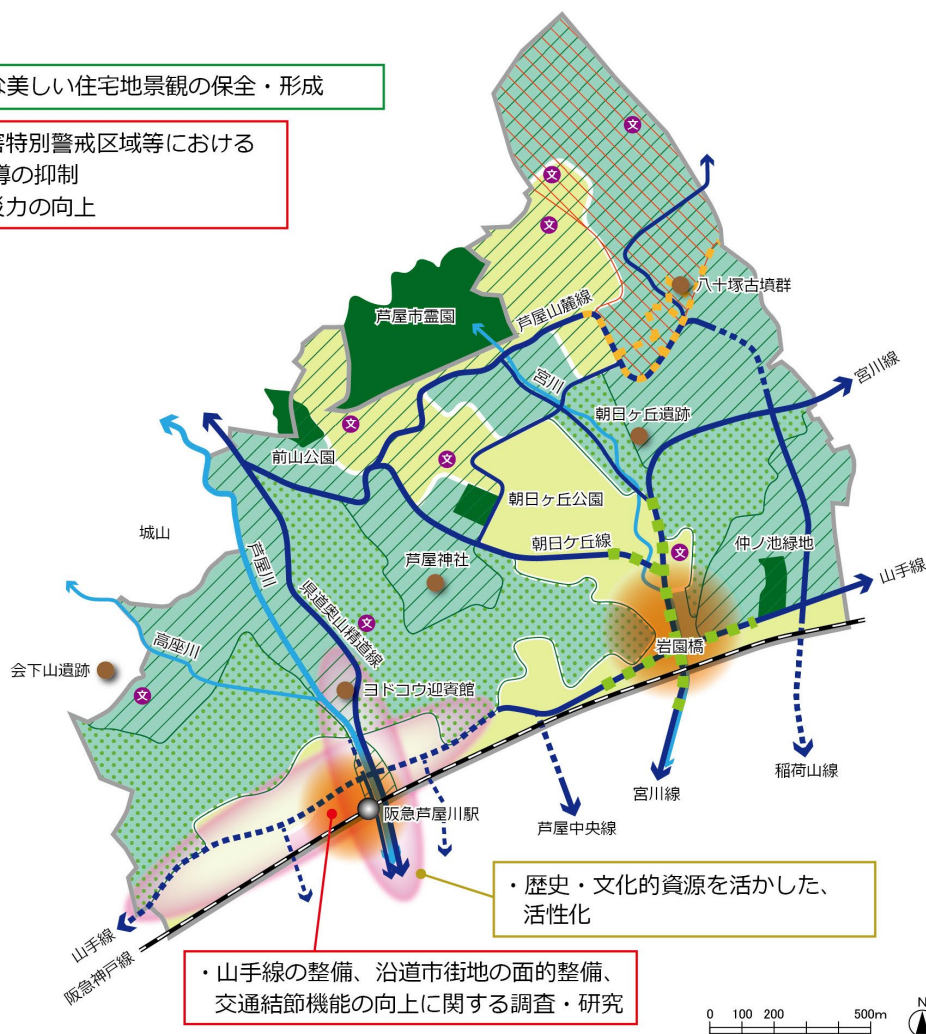 な美しい住宅地景観の保全・形成
害特別警戒区域等における
導の抑制
災力の向上
文
文
文
八十塚古墳群
芦屋市霊園
芦屋山麓線
宮川
宮川線
朝日ヶ丘遺跡
文
前山公園
文
朝日ヶ丘公園
城山
芦屋川
朝日ケ丘線
文
仲ノ池緑地
芦屋神社
山手線
県道奥山精道線
文
高座川
岩園橋
会下山遺跡
文
ヨドコウ迎賓館
稲荷山線
宮川線
阪急芦屋川駅
芦屋中央線
・歴史・文化的資源を活かした、
活性化
山手線
阪急神戸線
・山手線の整備、沿道市街地の面的整備、
交通結節機能の向上に関する調査・研究
N
0 100 200 500m